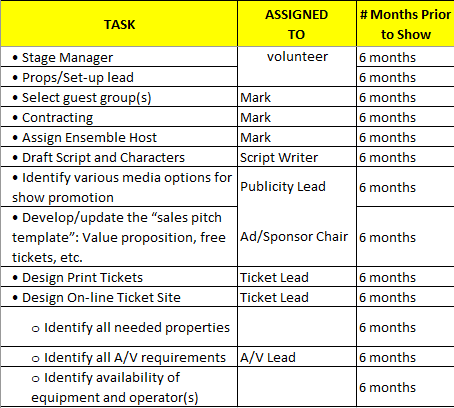 TASK ASSIGNED TO # Months Prior to Show
• Stage Manager volunteer 6 months
• Props/Set-up lead 6 months
• Select guest group(s) Mark 6 months
• Contracting Mark 6 months
• Assign Ensemble Host Mark 6 months
• Draft Script and Characters Script Writer 6 months
• Identify various media options for
show promotion Publicity Lead 6 months
• Develop/update the “sales pitch
template”: Value proposition, free
tickets, etc. Ad/Sponsor Chair 6 months
• Design Print Tickets Ticket Lead 6 months
• Design On-line Ticket Site Ticket Lead 6 months
o Identify all needed properties 6 months
o Identify all A/V requirements A/V Lead 6 months
o Identify availability of
equipment and operator(s) 6 months